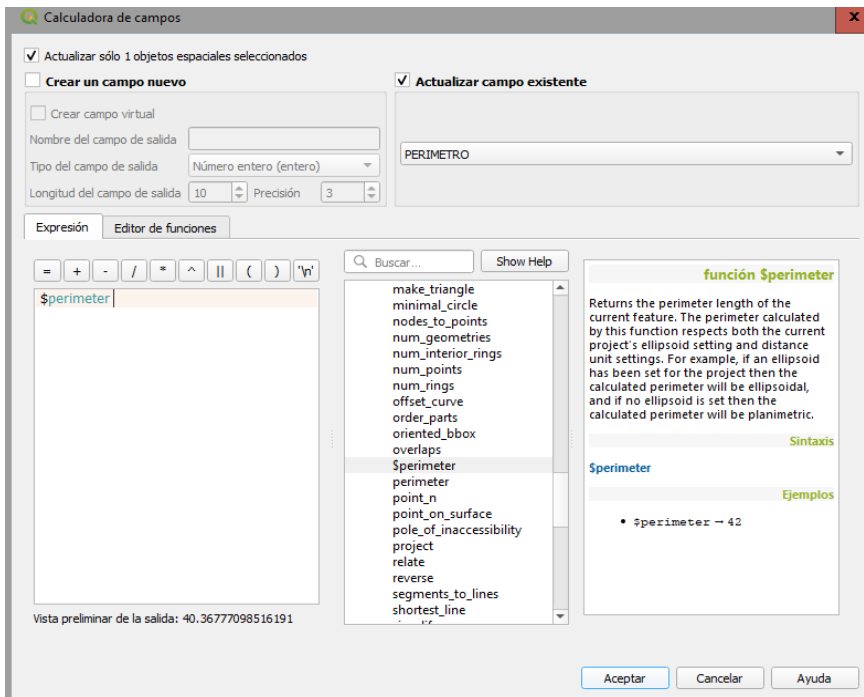 Calculadora de campos
x
Actualizar sólo 1 objetos espaciales seleccionados
Crear un campo nuevo
Actualizar campo existente
Crear campo virtual
Nombre del campo de salida
Tipo del campo de salida Número entero (entero)
Longitud del campo de salida 10 Precisión 3
PERIMETRO
Expresión Editor de funciones
= + - / * ^ || ( ) '\n'
$perimeter
Vista preliminar de la salida: 40.36777098516191
Buscar... Show Help
make_triangle
minimal_circle
nodes_to_points
num_geometries
num_interior_rings
num_points
num_rings
offset_curve
order_parts
oriented_bbox
overlaps
$perimeter
perimeter
point_n
point_on_surface
pole_of_inaccessibility
project
relate
reverse
segments_to_lines
shortest_line
función $perimeter
Returns the perimeter length of the
current feature. The perimeter calculated
by this function respects both the current
project's ellipsoid setting and distance
unit settings. For example, if an ellipsoid
has been set for the project then the
calculated perimeter will be ellipsoidal,
and if no ellipsoid is set then the
calculated perimeter will be planimetric.
Sintaxis
$perimeter
Ejemplos
• $perimeter → 42
Aceptar Cancelar Ayuda